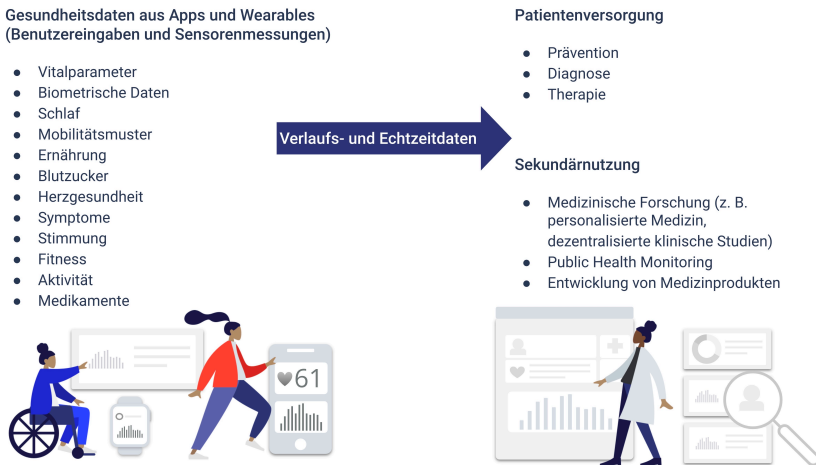 Gesundheitsdaten aus Apps und Wearables
(Benutzereingaben und Sensorenmessungen)
● Vitalparameter
● Biometrische Daten
● Schlaf
● Mobilitätsmuster
● Ernährung
● Blutzucker
● Herzgesundheit
● Symptome
● Stimmung
● Fitness
● Aktivität
● Medikamente
Verlaufs- und Echtzeitdaten
Patientenversorgung
● Prävention
● Diagnose
● Therapie
Sekundärnutzung
● Medizinische Forschung (z. B.
personalisierte Medizin,
dezentralisierte klinische Studien)
● Public Health Monitoring
● Entwicklung von Medizinprodukten
61